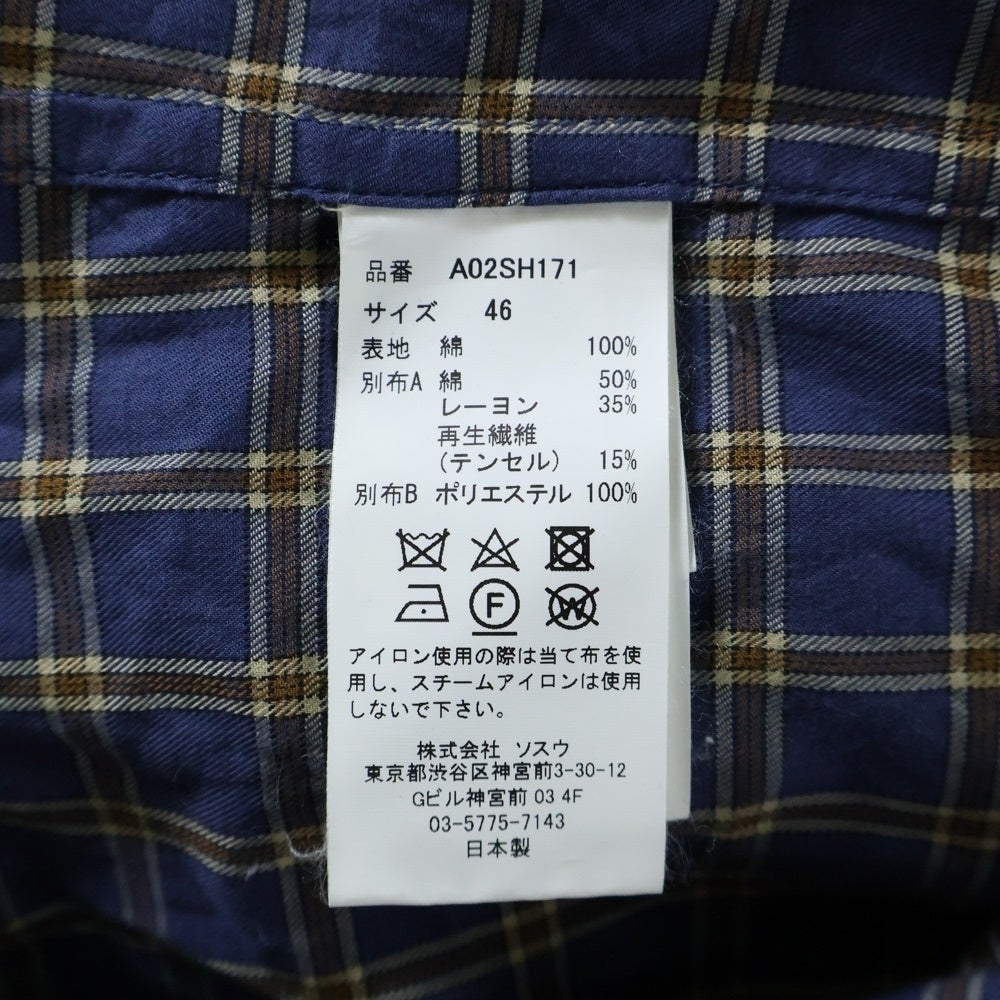 品番 A02SH171
サイズ 46
表地 綿 100%
別布A 綿 50%
レーヨン 35%
再生繊維
(テンセル) 15%
別布B ポリエステル 100%
F
W
アイロン使用の際は当て布を使
用し、スチームアイロンは使用
しないで下さい。
株式会社 ソスウ
東京都渋谷区神宮前3-30-12
Gビル神宮前 03 4F
03-5775-7143
日本製